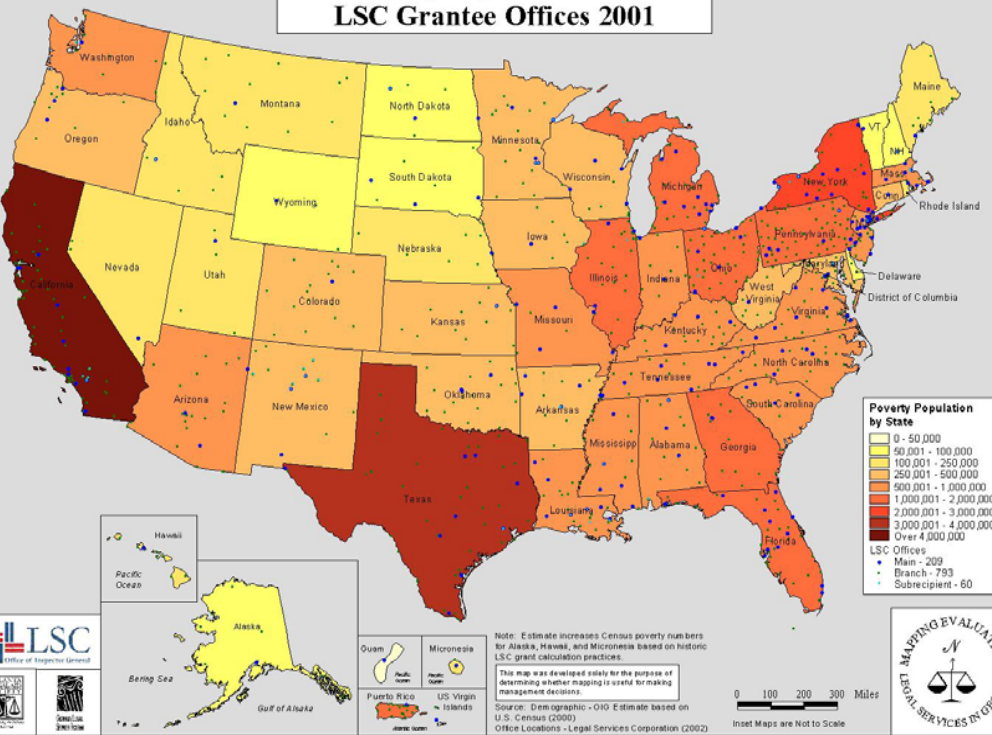 LSC Grantee Offices 2001
Washington
Oregon
Idaho
Montana
North Dakota
South Dakota
Wyoming
Nebraska
Nevada
Utah
Colorado
Kansas
California
Arizona
New Mexico
Oklahoma
Texas
Minnesota
Wisconsin
Iowa
Missouri
Arkansas
Louisiana
Michigan
Illinois
Indiana
Ohio
Kentucky
Tennessee
Mississippi
Alabama
Georgia
Florida
South Carolina
North Carolina
Virginia
West
Virginia
Maryland
Pennsylvania
New York
VT
NH
Maine
Mass
Conn
Rhode Island
Delaware
District of Columbia
Poverty Population
by State
0 - 50,000
50,001 - 100,000
100,001 - 250,000
250,001 - 500,000
500,001 - 1,000,000
1,000,001 - 2,000,000
2,000,001 - 3,000,000
3,000,001 - 4,000,000
Over 4,000,000
LSC Offices
Main - 209
Branch - 793
Subrecipient - 60
Hawaii
Pacific
Ocean
Alaska
Bering Sea
Gulf of Alsaka
Guam
Pacific
Ocean
Micronesia
Pacific
Ocean
Puerto Rico
US Virgin
Islands
Atlantic Ocean
Note: Estimate increases Census poverty numbers
for Alaska, Hawaii, and Micronesia based on historic
LSC grant calculation practices.
This map was developed solely for the purpose of
determining whether mapping is useful for making
management decisions.
Source: Demographic - OIG Estimate based on
U.S. Census (2000)
Office Locations - Legal Services Corporation (2002)
0 100 200 300 Miles
Inset Maps are Not to Scale
LSC
Office of Inspector General
MAPPING EVALUAT
N
LEGAL SERVICES IN GE